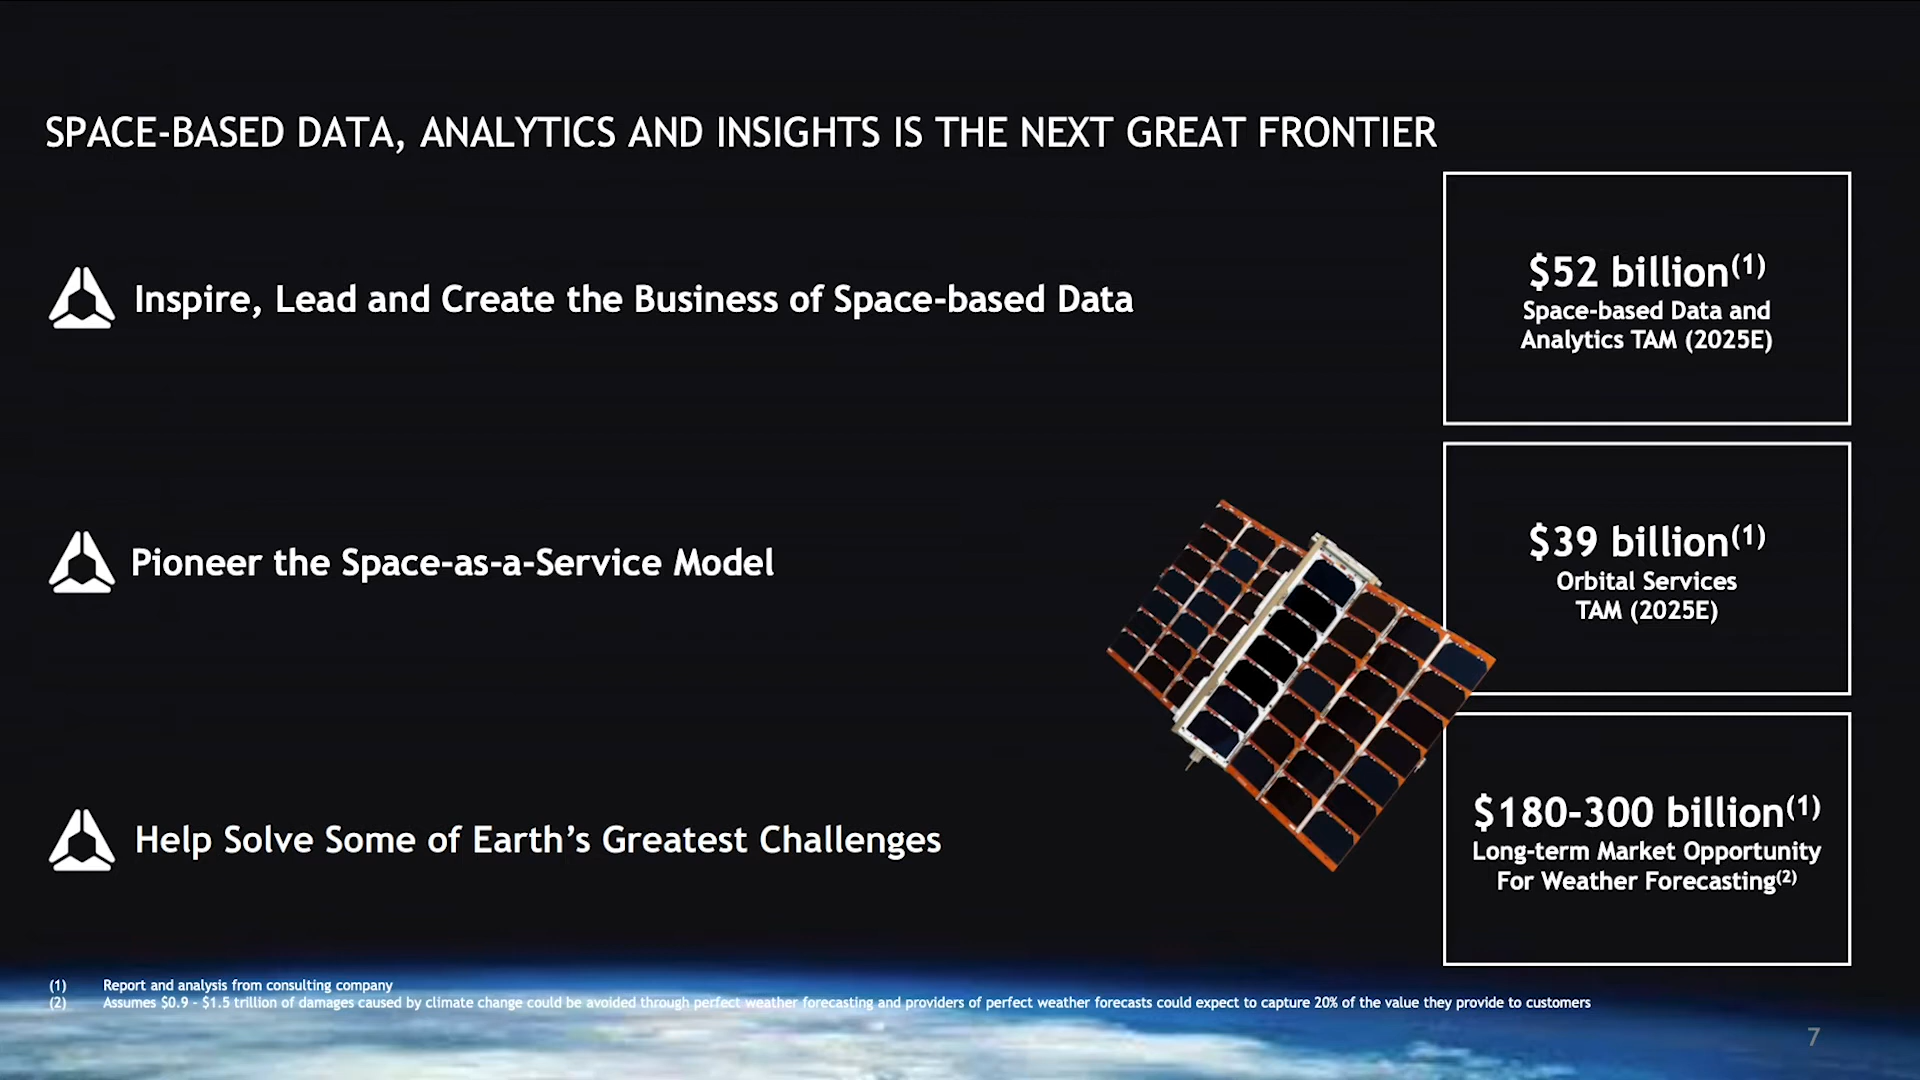 SPACE-BASED DATA, ANALYTICS AND INSIGHTS IS THE NEXT GREAT FRONTIER
Inspire, Lead and Create the Business of Space-based Data
$52 billion(1)
Space-based Data and
Analytics TAM (2025E)
Pioneer the Space-as-a-Service Model
$39 billion(1)
Orbital Services
TAM (2025E)
Help Solve Some of Earth's Greatest Challenges
$180-300 billion(1)
Long-term Market Opportunity
For Weather Forecasting(2)
(1) Report and analysis from consulting company
(2) Assumes $0.9 - $1.5 trillion of damages caused by climate change could be avoided through perfect weather forecasting and providers of perfect weather forecasts could expect to capture 20% of the value they provide to customers
7